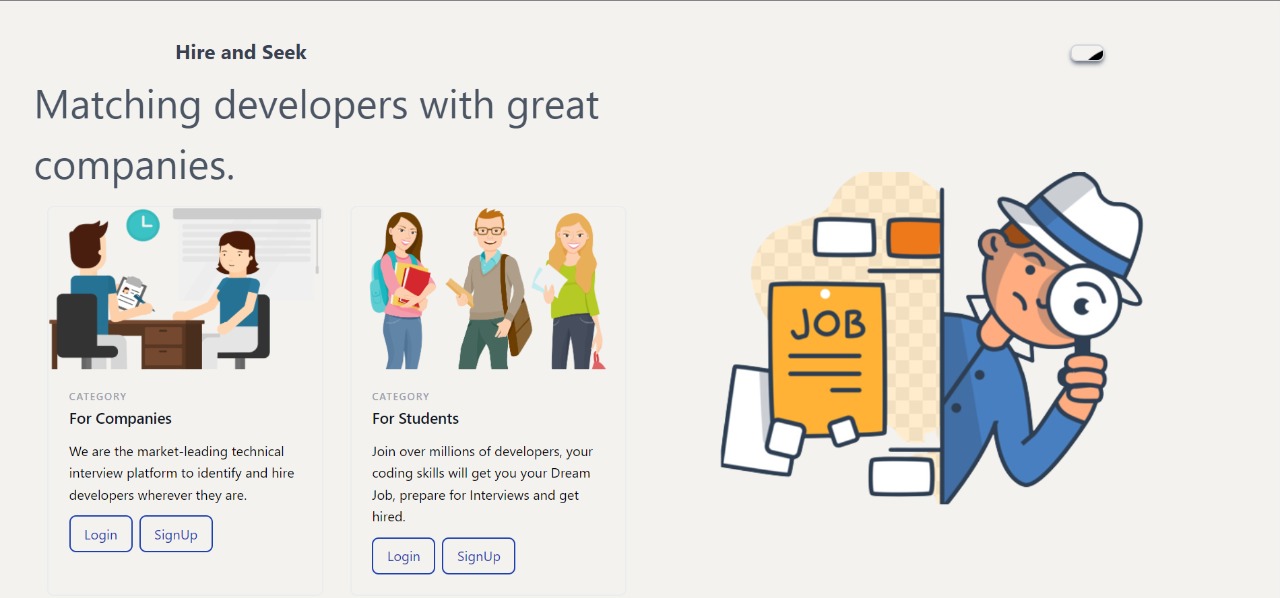 Hire and Seek
Matching developers with great
companies.
CATEGORY
For Companies
We are the market-leading technical
interview platform to identify and hire
developers wherever they are.
Login SignUp
CATEGORY
For Students
Join over millions of developers, your
coding skills will get you your Dream
Job, prepare for Interviews and get
hired.
Login SignUp
JOB